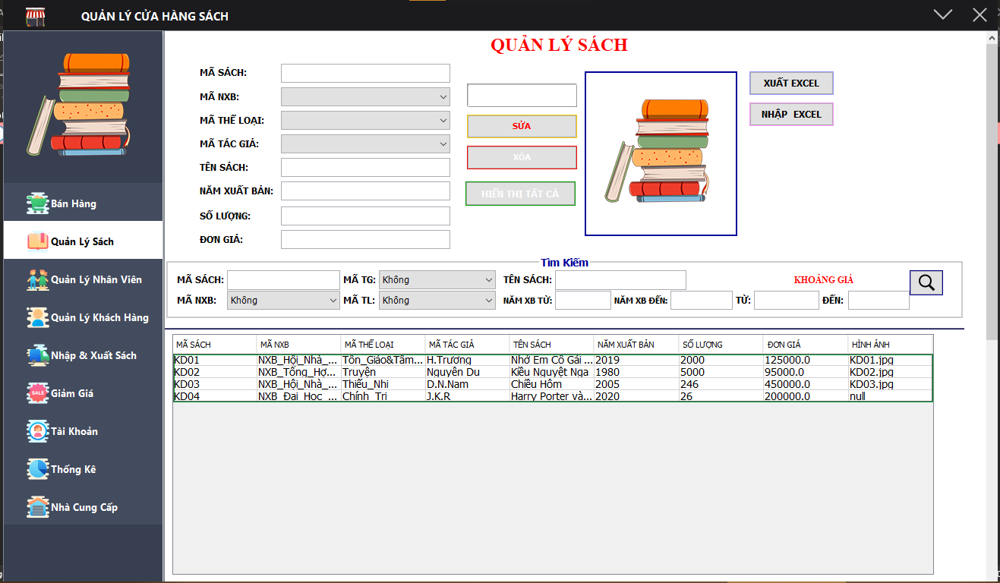 QUẢN LÝ CỬA HÀNG SÁCH
QUẢN LÝ SÁCH
MÃ SÁCH:
MÃ NXB:
MÃ THỂ LOẠI:
MÃ TÁC GIẢ:
TÊN SÁCH:
NĂM XUẤT BẢN:
SỐ LƯỢNG:
ĐƠN GIÁ:
SỬA
XÓA
HIỂN THỊ TẤT CẢ
XUẤT EXCEL
NHẬP EXCEL
Bán Hàng
Quản Lý Sách
Quản Lý Nhân Viên
Quản Lý Khách Hàng
Nhập & Xuất Sách
SALE
Giảm Giá
Tài Khoản
Thống Kê
Nhà Cung Cấp
Tìm Kiếm
MÃ SÁCH: MÃ TG: Không TÊN SÁCH: KHOẢNG GIÁ
MÃ NXB: Không MÃ TL: Không NĂM XB TỪ: NĂM XB ĐẾN: TỪ: ĐẾN:
MÃ SÁCH MÃ NXB MÃ THỂ LOẠI MÃ TÁC GIẢ TÊN SÁCH NĂM XUẤT BẢN SỐ LƯỢNG ĐƠN GIÁ HÌNH ẢNH
KD01 NXB_Hội_Nhà_... Tôn_Giáo&Tâm... H.Trương Nhớ Em Cô Gái ... 2019 2000 125000.0 KD01.jpg
KD02 NXB_Tổng_Hợ... Truyện Nguyễn Du Kiều Nguyệt Nga 1980 5000 95000.0 KD02.jpg
KD03 NXB_Hội_Nhà_... Thiếu_Nhi D.N.Nam Chiều Hôm 2005 246 450000.0 KD03.jpg
KD04 NXB_Đại_Học_... Chính_Trị J.K.R Harry Porter và... 2020 26 200000.0 null